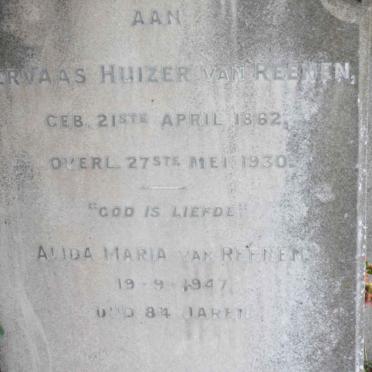 AAN
ERVAAS HUIZER VAN REENEN,
GEB. 21STE APRIL 1862,
OVERL. 27STE MEI 1930.
"GOD IS LIEFDE"
ALIDA MARIA VAN REENEN
19-9-1947
OUD 84 JAREN